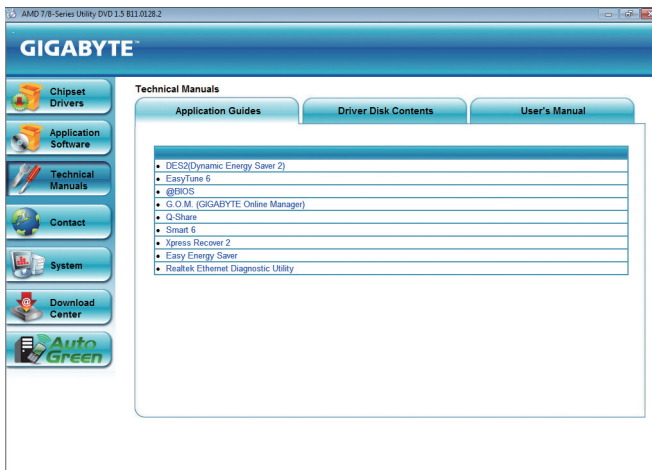 AMD 7/8-Series Utility DVD 1.5 B11.0128.2
GIGABYTE™
Chipset
Drivers
Application
Software
Technical
Manuals
Contact
System
Download
Center
Auto
Green
Technical Manuals
Application Guides
Driver Disk Contents
User's Manual
• DES2(Dynamic Energy Saver 2)
• EasyTune 6
• @BIOS
• G.O.M. (GIGABYTE Online Manager)
• Q-Share
• Smart 6
• Xpress Recover 2
• Easy Energy Saver
• Realtek Ethernet Diagnostic Utility